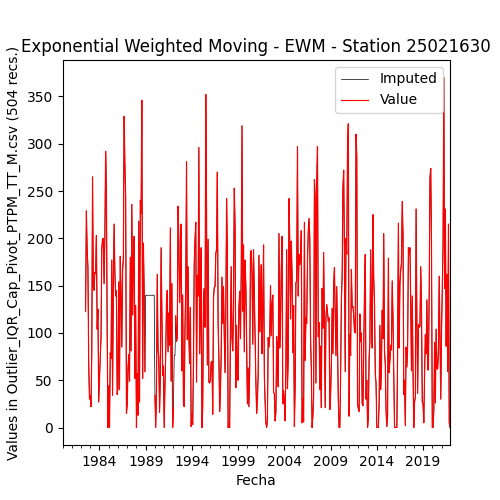 Exponential Weighted Moving - EWM - Station 25021630
Imputed
Value
Values in Outlier_IQR_Cap_Pivot_PTPM_TT_M.csv (504 recs.)
350
300
250
200
150
100
50
0
1984 1989 1994 1999 2004 2009 2014 2019
Fecha